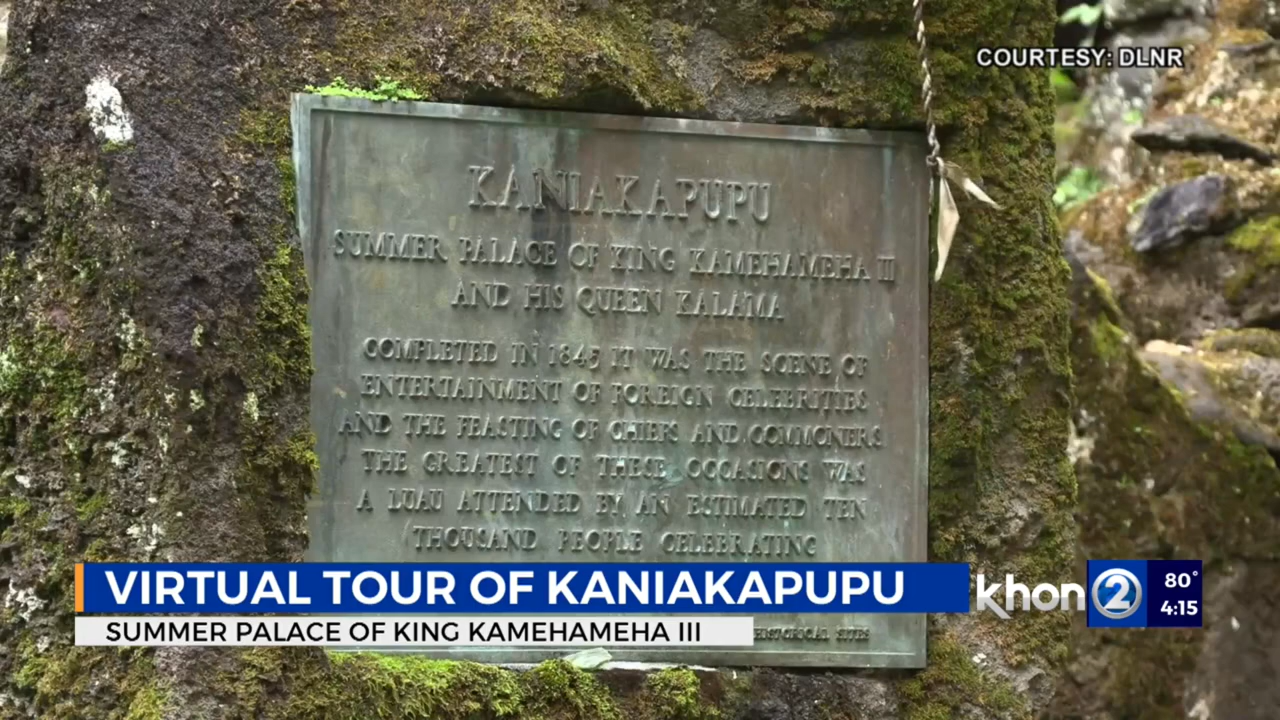 COURTESY: DLNR
KANIAKAPUPU
SUMMER PALACE OF KING KAMEHAMEHA III
AND HIS QUEEN KALAMA
COMPLETED IN 1845 IT WAS THE SCENE OF
ENTERTAINMENT OF FOREIGN CELEBRITIES
AND THE FEASTING OF CHIEFS AND COMMONERS
THE GREATEST OF THESE OCCASIONS WAS
A LUAU ATTENDED BY AN ESTIMATED TEN
THOUSAND PEOPLE CELEBRATING
VIRTUAL TOUR OF KANIAKAPUPU
SUMMER PALACE OF KING KAMEHAMEHA III
HISTORICAL SITES
khon 2
80°
4:15